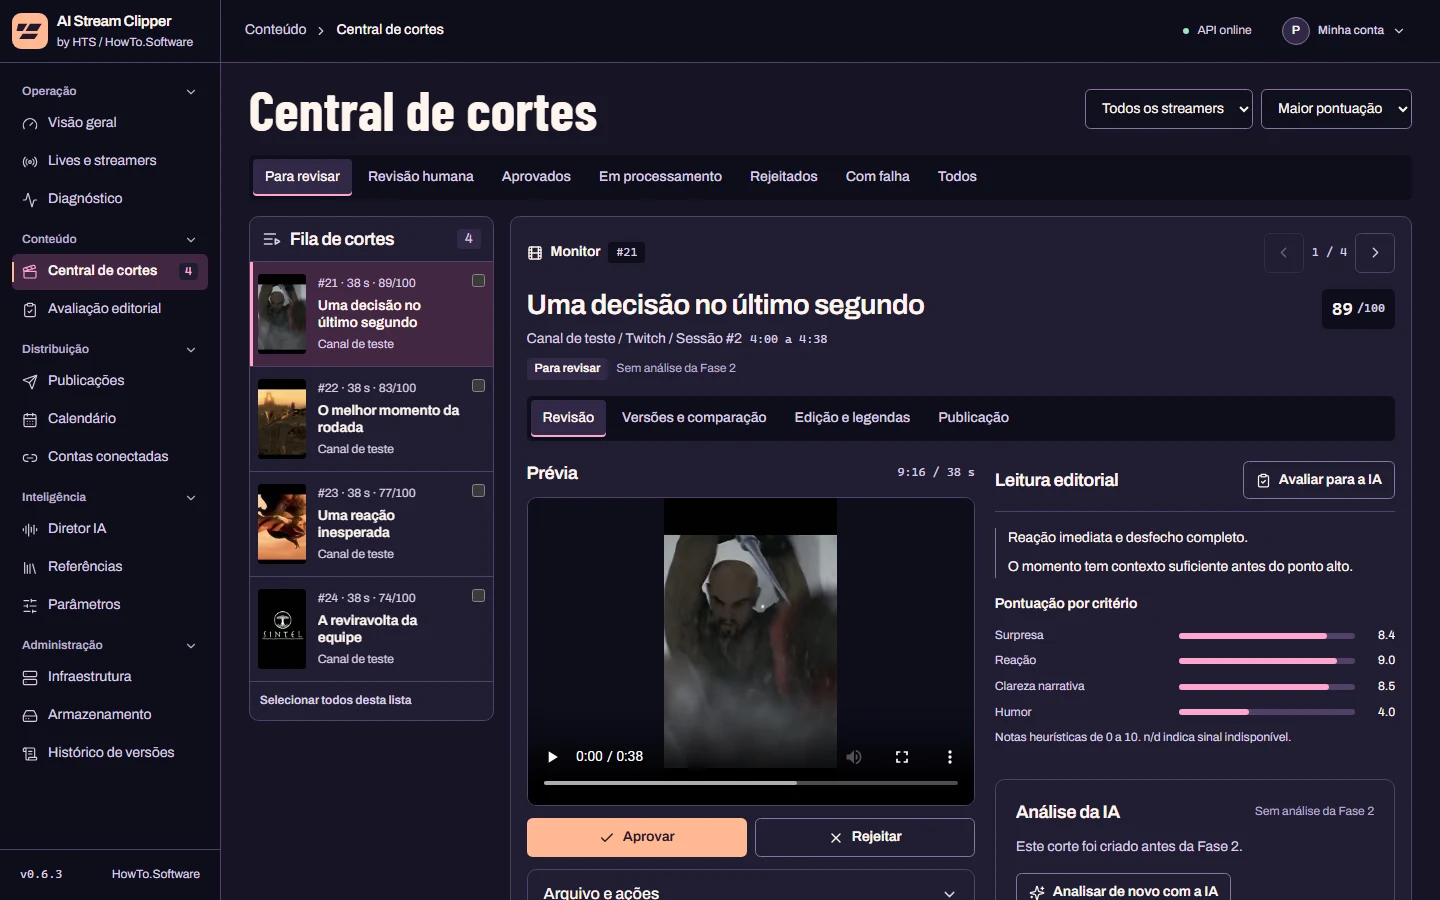 AI Stream Clipper
by HTS / HowTo.Software
Conteúdo
Central de cortes
API online
P
Minha conta
Operação
Visão geral
Lives e streamers
Diagnóstico
Conteúdo
Central de cortes
4
Avaliação editorial
Distribuição
Publicações
Calendário
Contas conectadas
Inteligência
Diretor IA
Referências
Parâmetros
Administração
Infraestrutura
Armazenamento
Histórico de versões
v0.6.3
HowTo.Software
Central de cortes
Todos os streamers
Maior pontuação
Para revisar
Revisão humana
Aprovados
Em processamento
Rejeitados
Com falha
Todos
Fila de cortes
4
#21 · 38 s · 89/100
Uma decisão no
último segundo
Canal de teste
#22 · 38 s · 83/100
O melhor momento da
rodada
Canal de teste
#23 · 38 s · 77/100
Uma reação
inesperada
Canal de teste
SINTEL
#24 · 38 s · 74/100
A reviravolta da
equipe
Canal de teste
Selecionar todos desta lista
Monitor
#21
1 / 4
Uma decisão no último segundo
89 /100
Canal de teste / Twitch / Sessão #2 4:00 a 4:38
Para revisar
Sem análise da Fase 2
Revisão
Versões e comparação
Edição e legendas
Publicação
Prévia
9:16 / 38 s
0:00 / 0:38
Aprovar
Rejeitar
Arquivo e ações
Leitura editorial
Avaliar para a IA
Reação imediata e desfecho completo.
O momento tem contexto suficiente antes do ponto alto.
Pontuação por critério
Surpresa
8.4
Reação
9.0
Clareza narrativa
8.5
Humor
4.0
Notas heurísticas de 0 a 10. n/d indica sinal indisponível.
Análise da IA
Sem análise da Fase 2
Este corte foi criado antes da Fase 2.
Analisar de novo com a IA